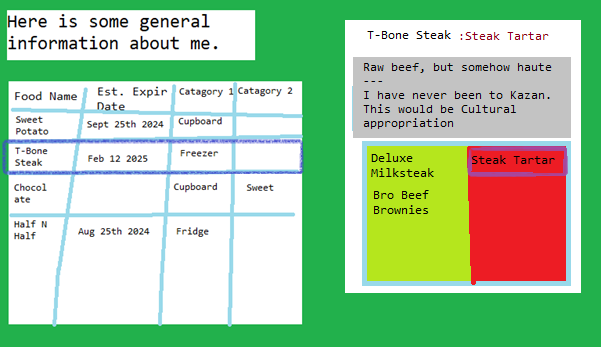 Here is some general
information about me.
Food Name Est. Expir Date Catagory 1 Catagory 2
Sweet Potato Sept 25th 2024 Cupboard
T-Bone Steak Feb 12 2025 Freezer
Chocol ate Cupboard Sweet
Half N Half Aug 25th 2024 Fridge
T-Bone Steak :Steak Tartar
Raw beef, but somehow haute
---
I have never been to Kazan.
This would be Cultural
appropriation
Deluxe
Milksteak
Bro Beef
Brownies
Steak Tartar